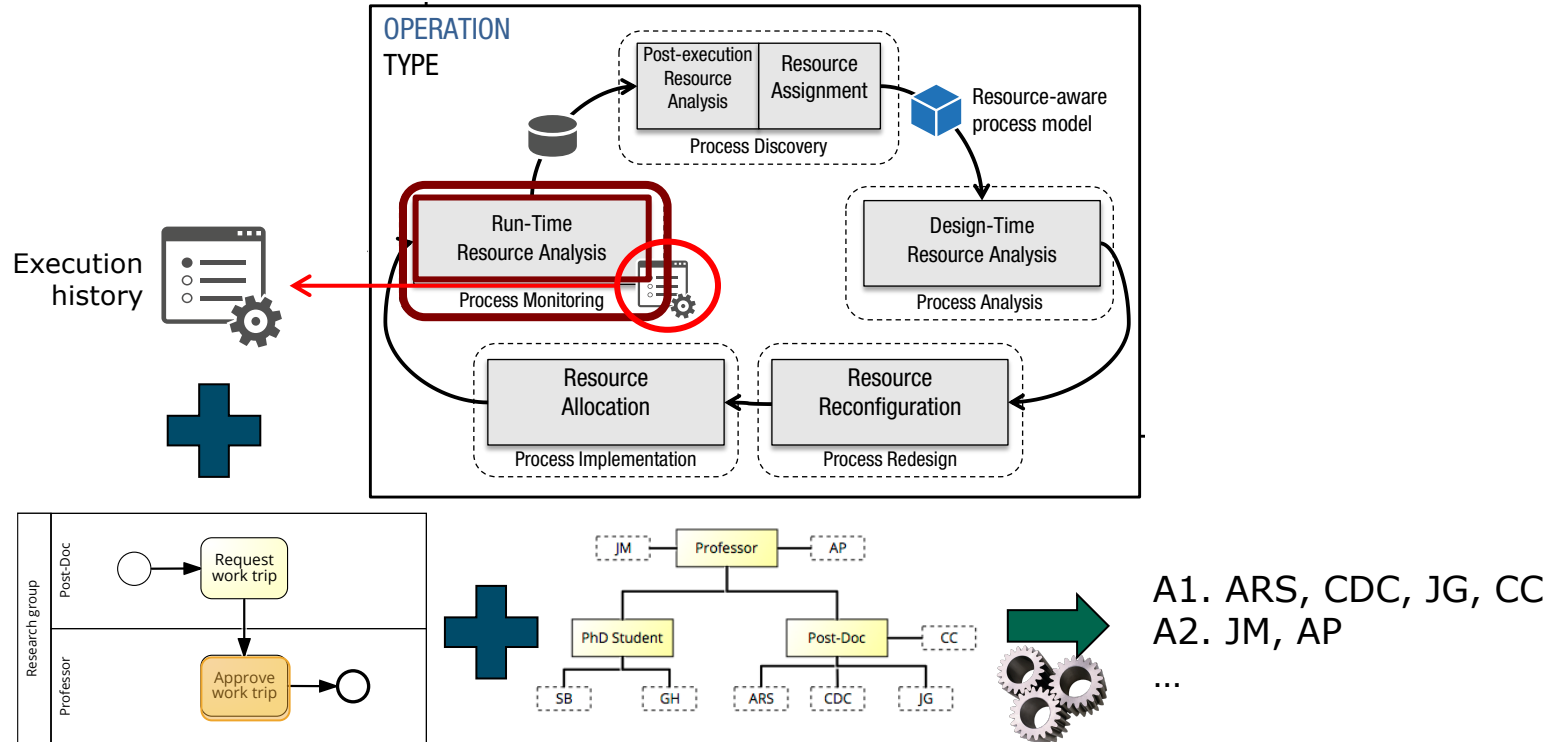 OPERATION
TYPE
Post-execution
Resource
Analysis
Resource
Assignment
Process Discovery
Resource-aware
process model
Run-Time
Resource Analysis
Process Monitoring
Design-Time
Resource Analysis
Process Analysis
Execution
history
Resource
Allocation
Process Implementation
Resource
Reconfiguration
Process Redesign
Research group
Post-Doc
Request
work trip
Professor
Approve
work trip
JM
Professor
AP
PhD Student
Post-Doc
CC
SB
GH
ARS
CDC
JG
A1. ARS, CDC, JG, CC
A2. JM, AP
...